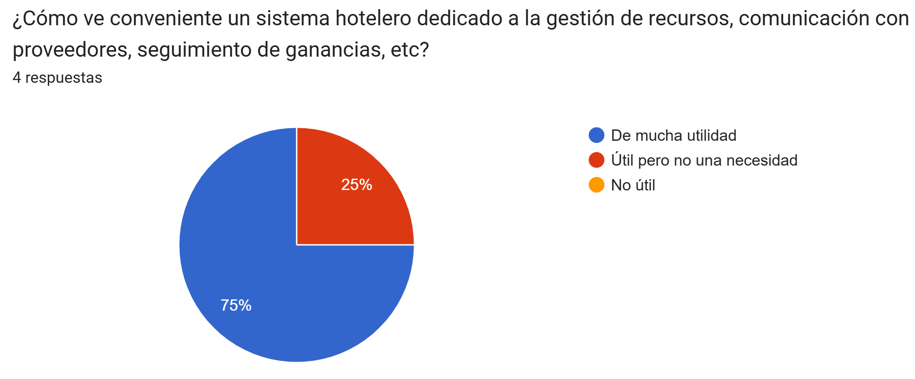 ¿Cómo ve conveniente un sistema hotelero dedicado a la gestión de recursos, comunicación con
proveedores, seguimiento de ganancias, etc?
4 respuestas
De mucha utilidad
Útil pero no una necesidad
No útil
25%
75%